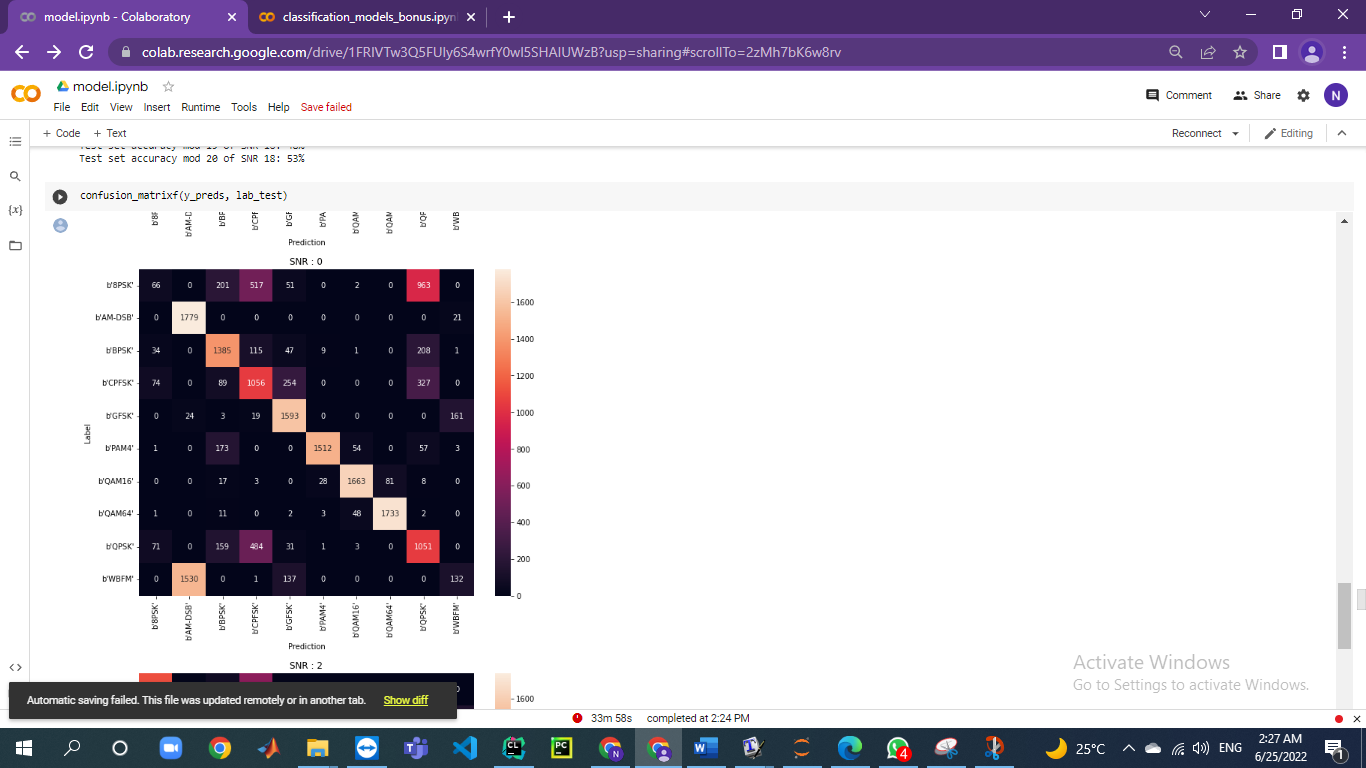 model.ipynb - Colaboratory
classification_models_bonus.ipyn
colab.research.google.com/drive/1FRIVTw3Q5FUIy6S4wrfY0wI5SHAIUWzB?usp=sharing#scrollTo=2zMh7bK6w8rv
model.ipynb
Comment Share N
File Edit View Insert Runtime Tools Help Save failed
+ Code + Text Reconnect Editing
Test set accuracy mod 20 of SNR 18: 53%
confusion_matrixf(y_preds, lab_test)
Prediction
SNR : 0
b'8PSK' 66 0 201 517 51 0 2 0 963 0
b'AM-DSB' 0 1779 0 0 0 0 0 0 0 21
b'BPSK' 34 0 1385 115 47 9 1 0 208 1
b'CPFSK' 74 0 89 1056 254 0 0 0 327 0
b'GFSK' 0 24 3 19 1593 0 0 0 0 161
b'PAM4' 1 0 173 0 0 1512 54 0 57 3
b'QAM16' 0 0 17 3 0 28 1663 81 8 0
b'QAM64' 1 0 11 0 2 3 48 1733 2 0
b'QPSK' 71 0 159 484 31 1 3 0 1051 0
b'WBFM' 0 1530 0 1 137 0 0 0 0 132
Label
1600
1400
1200
1000
800
600
400
200
0
b'8PSK' b'AM-DSB' b'BPSK' b'CPFSK' b'GFSK' b'PAM4' b'QAM16' b'QAM64' b'QPSK' b'WBFM'
Prediction
SNR : 2
1600
Activate Windows
Go to Settings to activate Windows.
Automatic saving failed. This file was updated remotely or in another tab. Show diff
33m 58s completed at 2:24 PM
25°C ENG 2:27 AM
6/25/2022